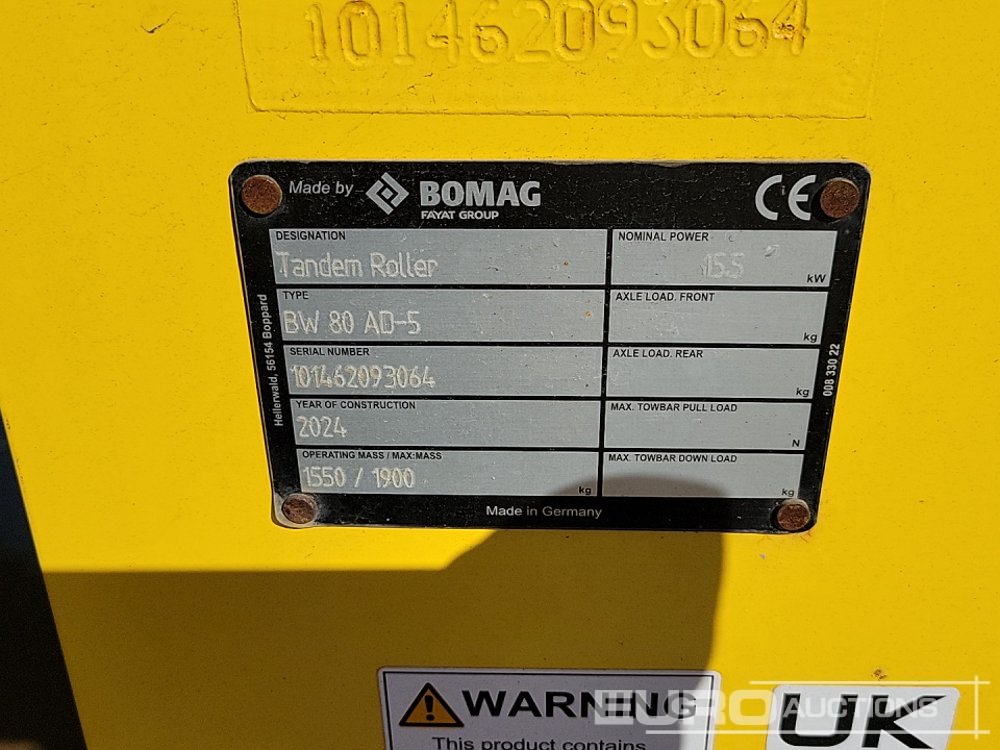 101462093064
Made by BOMAG CE
FAYAT GROUP
DESIGNATION
Tandem Roller
NOMINAL POWER
15.5 kW
TYPE
BW 80 AD-5
AXLE LOAD. FRONT
kg
SERIAL NUMBER
101462093064
AXLE LOAD. REAR
kg
YEAR OF CONSTRUCTION
2024
MAX. TOWBAR PULL LOAD
N
OPERATING MASS / MAX:MASS
1550 / 1900 kg
MAX. TOWBAR DOWN LOAD
kg
Made in Germany
Hellerwald, 56154 Boppard
008 330 22
WARNING
This product contains
UK
EURO AUCTIONS